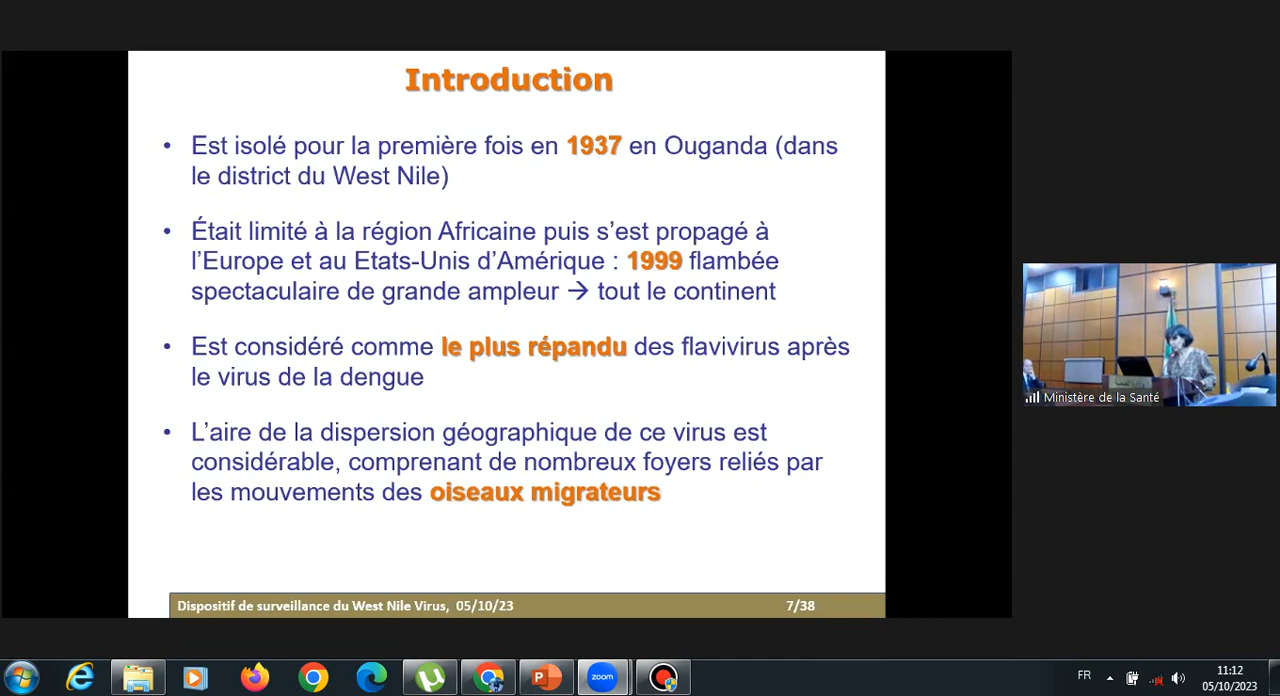 Introduction
• Est isolé pour la première fois en 1937 en Ouganda (dans
le district du West Nile)
• Était limité à la région Africaine puis s’est propagé à
l’Europe et au Etats-Unis d’Amérique : 1999 flambée
spectaculaire de grande ampleur → tout le continent
• Est considéré comme le plus répandu des flavivirus après
le virus de la dengue
• L’aire de la dispersion géographique de ce virus est
considérable, comprenant de nombreux foyers reliés par
les mouvements des oiseaux migrateurs
Dispositif de surveillance du West Nile Virus, 05/10/23
7/38
Ministère de la Santé
zoom
FR
11:12
05/10/2023